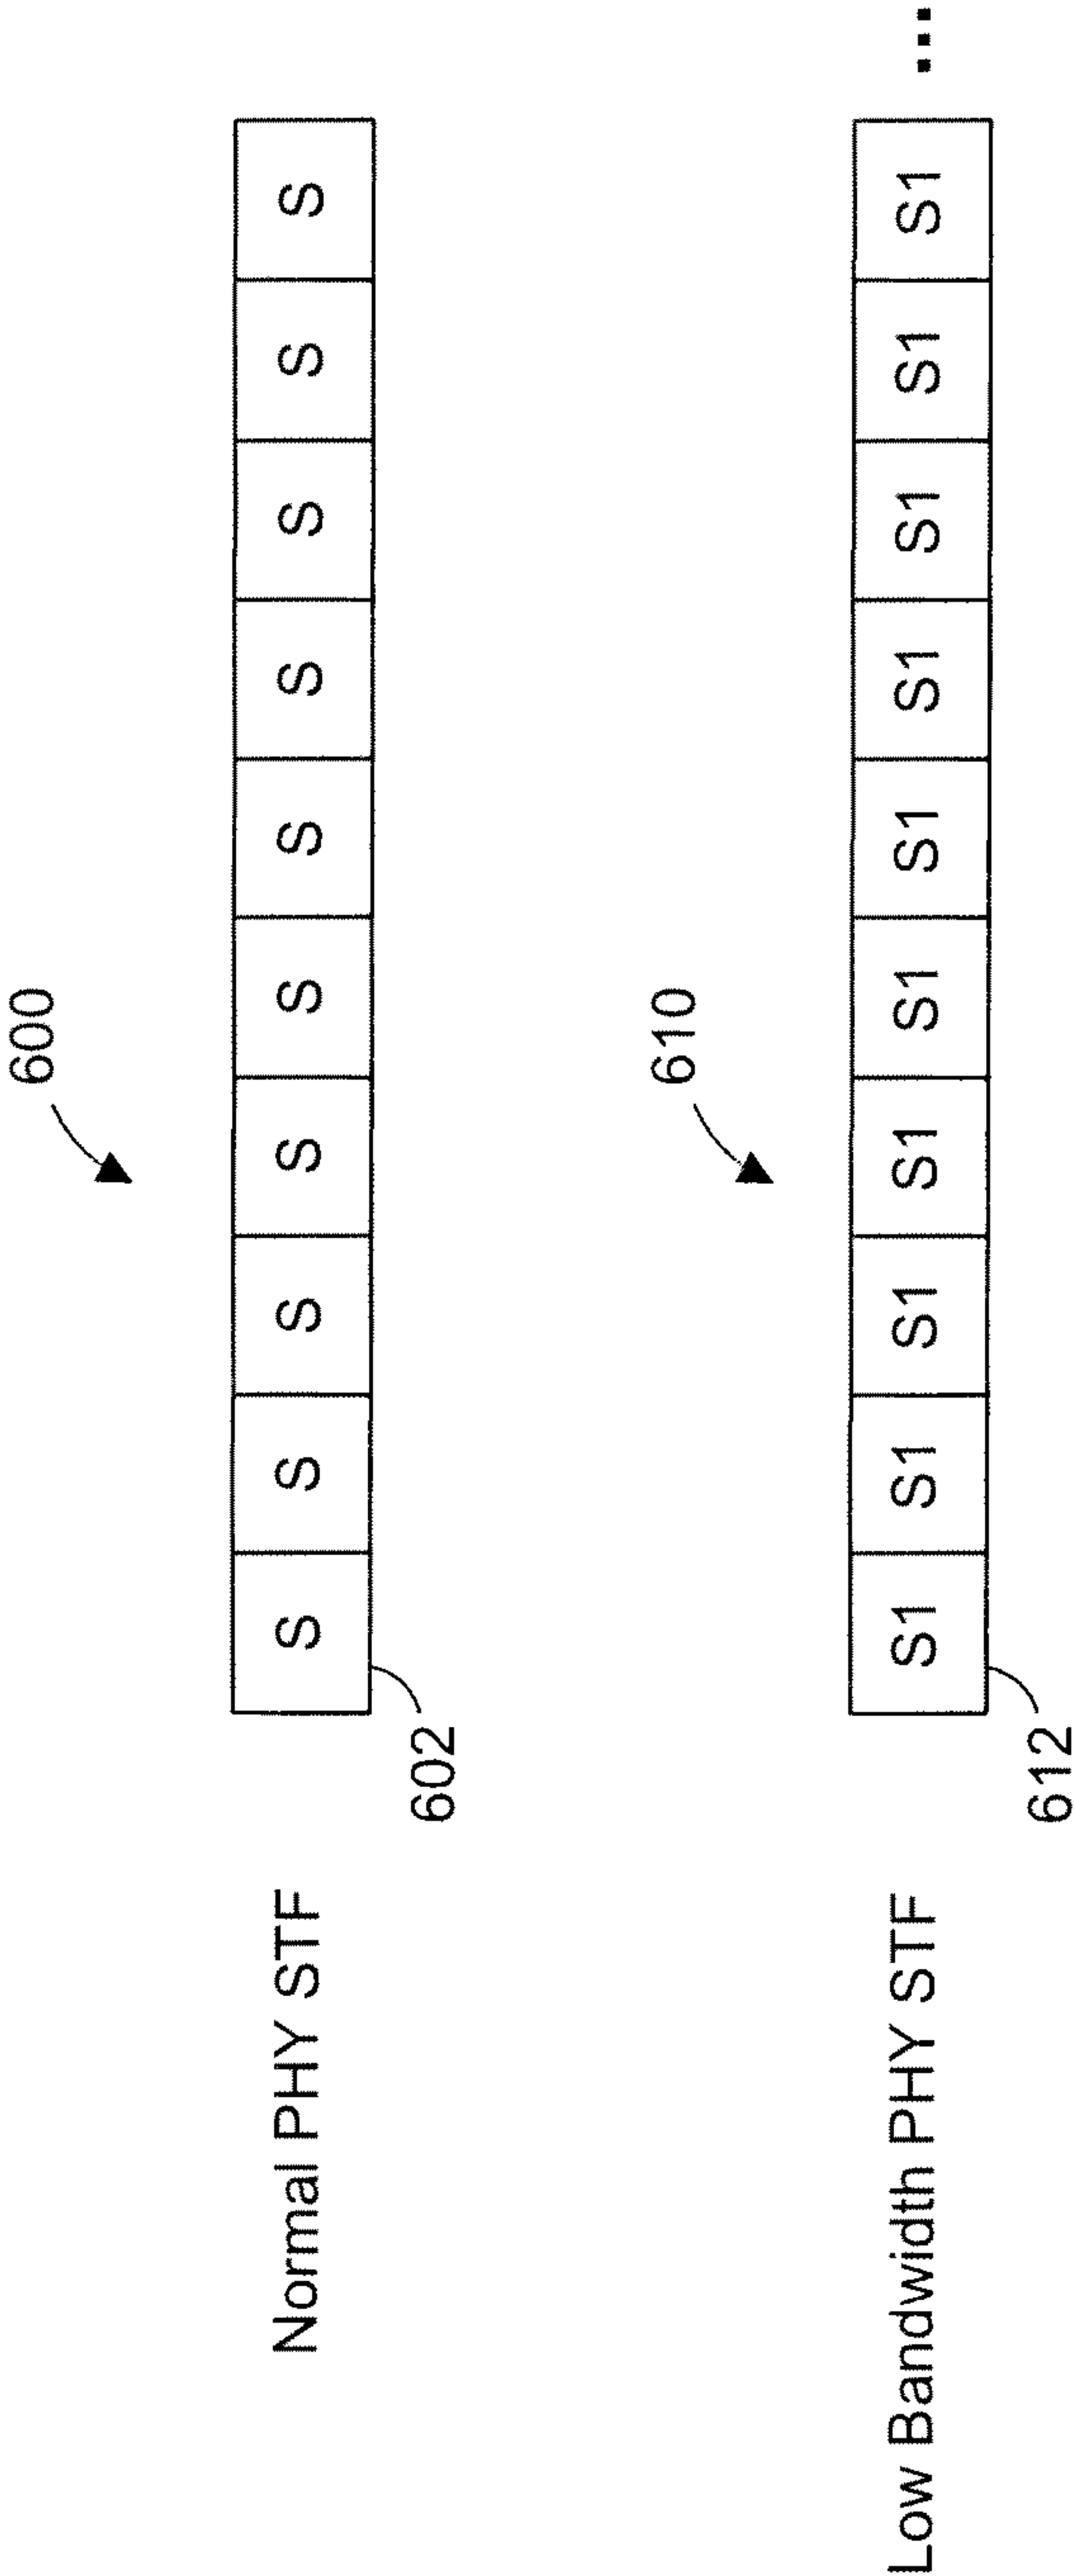 600
Normal PHY STF S S S S S S S S S S
602
610
Low Bandwidth PHY STF S1 S1 S1 S1 S1 S1 S1 S1 S1 S1 ...
612